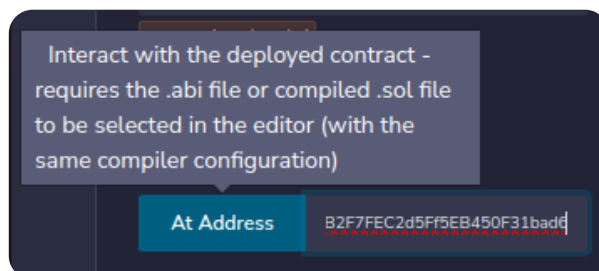 Interact with the deployed contract -
requires the .abi file or compiled .sol file
to be selected in the editor (with the
same compiler configuration)
At Address
B2F7FEC2d5Ff5EB450F31bad6